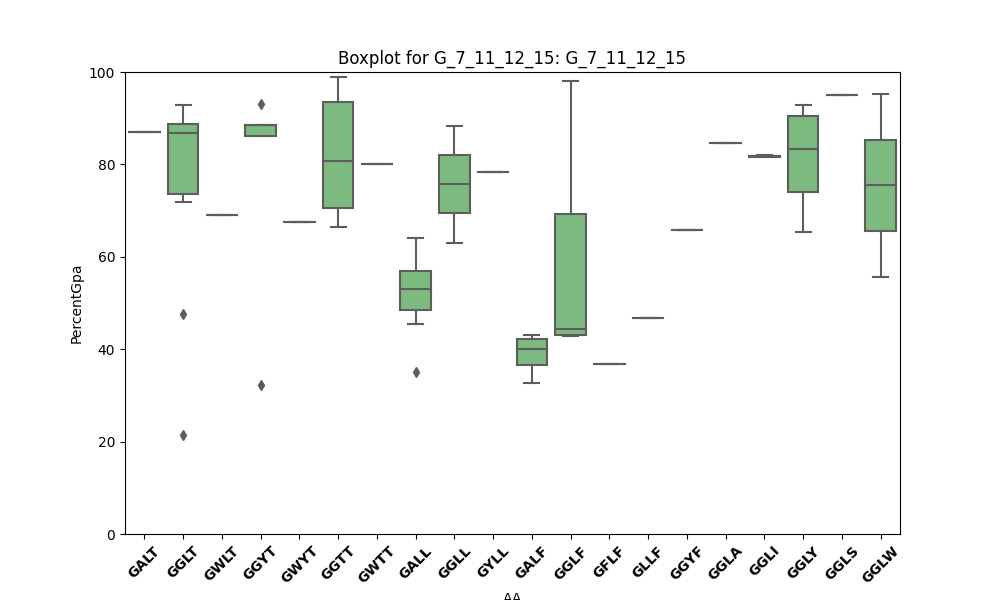 Boxplot for G_7_11_12_15: G_7_11_12_15
100
80
60
40
20
0
PercentGpa
GALT GGLT GWLT GGYT GWYT GGTT GWTT GALL GGLL GYLL GALF GGLF GFLF GLLF GGYF GGLA GGLI GGLY GGLS GGLW
AA